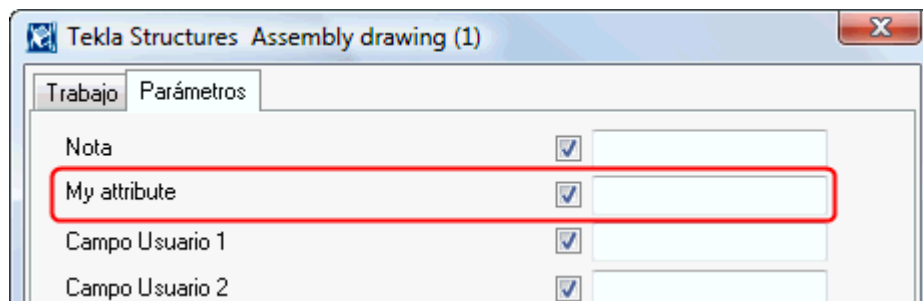 Tekla Structures Assembly drawing (1)
Trabajo Parámetros
Nota
My attribute
Campo Usuario 1
Campo Usuario 2